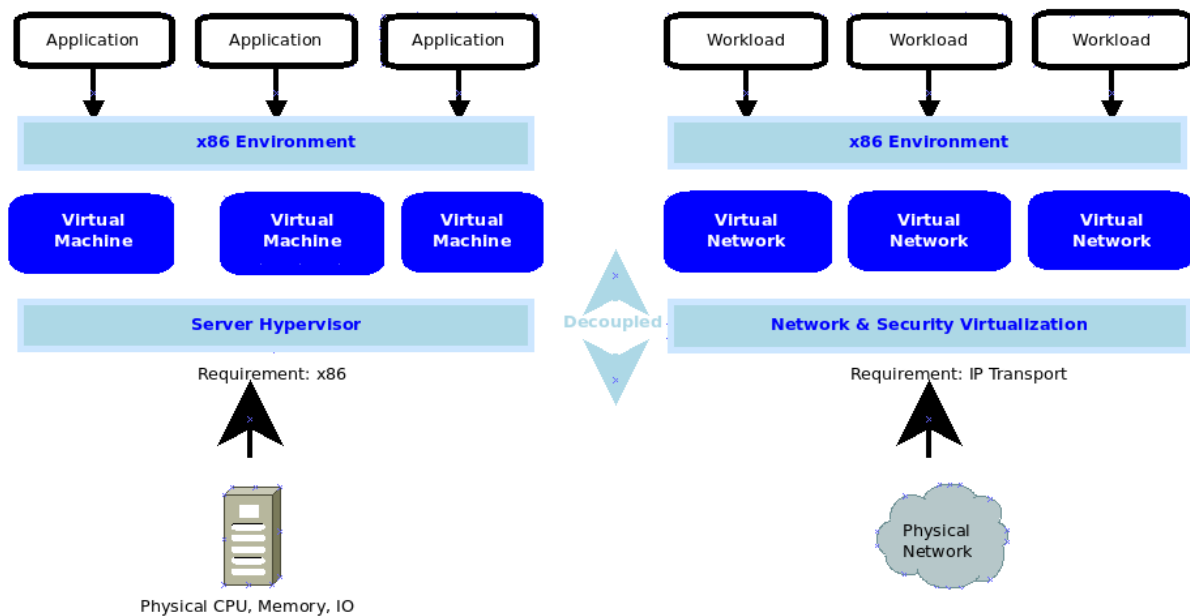 Application
Application
Application
Workload
Workload
Workload
x86 Environment
x86 Environment
Virtual
Machine
Virtual
Machine
Virtual
Machine
Virtual
Network
Virtual
Network
Virtual
Network
Server Hypervisor
Decoupled
Network & Security Virtualization
Requirement: x86
Requirement: IP Transport
Physical
Network
Physical CPU, Memory, IO